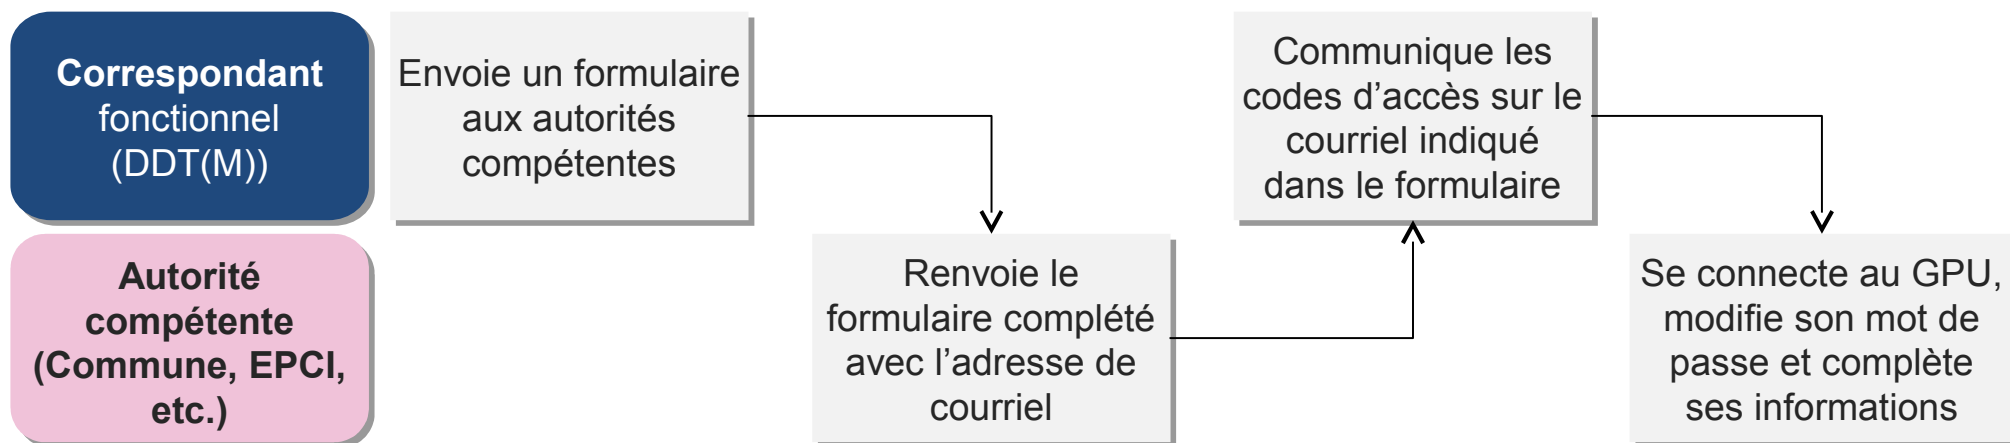 Correspondant
fonctionnel
(DDT(M))
Envoie un formulaire
aux autorités
compétentes
Communique les
codes d’accès sur le
courriel indiqué
dans le formulaire
Autorité
compétente
(Commune, EPCI,
etc.)
Renvoie le
formulaire complété
avec l’adresse de
courriel
Se connecte au GPU,
modifie son mot de
passe et complète
ses informations